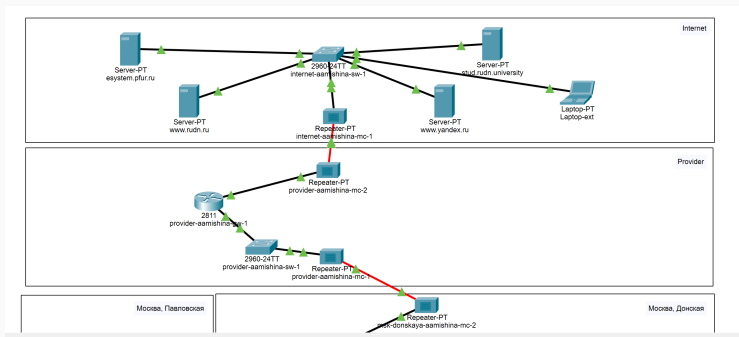 Internet
Server-PT
esystem.pfur.ru
2960-24TT
internet-aamishina-sw-1
Server-PT
stud.rudn.university
Server-PT
www.rudn.ru
Repeater-PT
internet-aamishina-mc-1
Server-PT
www.yandex.ru
Laptop-PT
Laptop-ext
Provider
Repeater-PT
provider-aamishina-mc-2
2811
provider-aamishina-gw-1
2960-24TT
provider-aamishina-sw-1
Repeater-PT
provider-aamishina-mc-1
Москва, Павловская
Москва, Донская
Repeater-PT
msk-donskaya-aamishina-mc-2